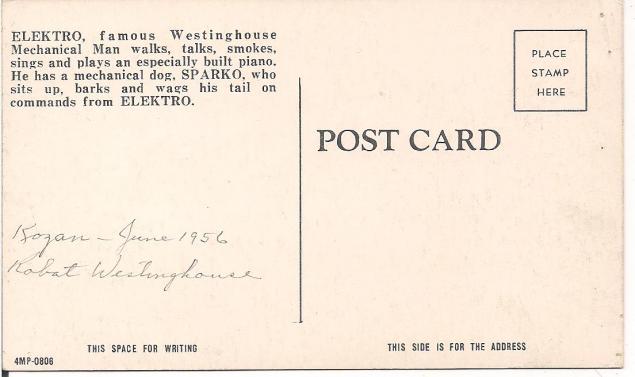 ELEKTRO, famous Westinghouse
Mechanical Man walks, talks, smokes,
sings and plays an especially built piano.
He has a mechanical dog, SPARKO, who
sits up, barks and wags his tail on
commands from ELEKTRO.
PLACE
STAMP
HERE
POST CARD
Kozan - June 1956
Robat Westinghouse
THIS SPACE FOR WRITING
THIS SIDE IS FOR THE ADDRESS
4MP-0806